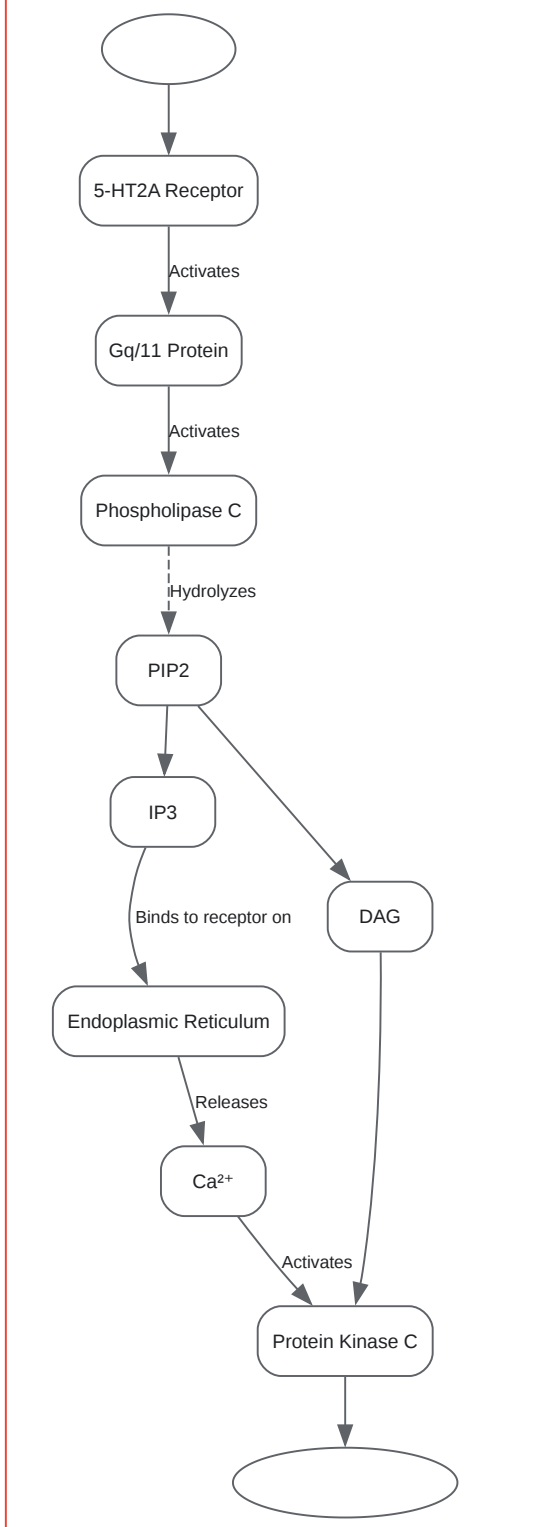 5-HT2A Receptor
Activates
Gq/11 Protein
Activates
Phospholipase C
Hydrolyzes
PIP2
IP3
Binds to receptor on
DAG
Endoplasmic Reticulum
Releases
Ca²⁺
Activates
Protein Kinase C